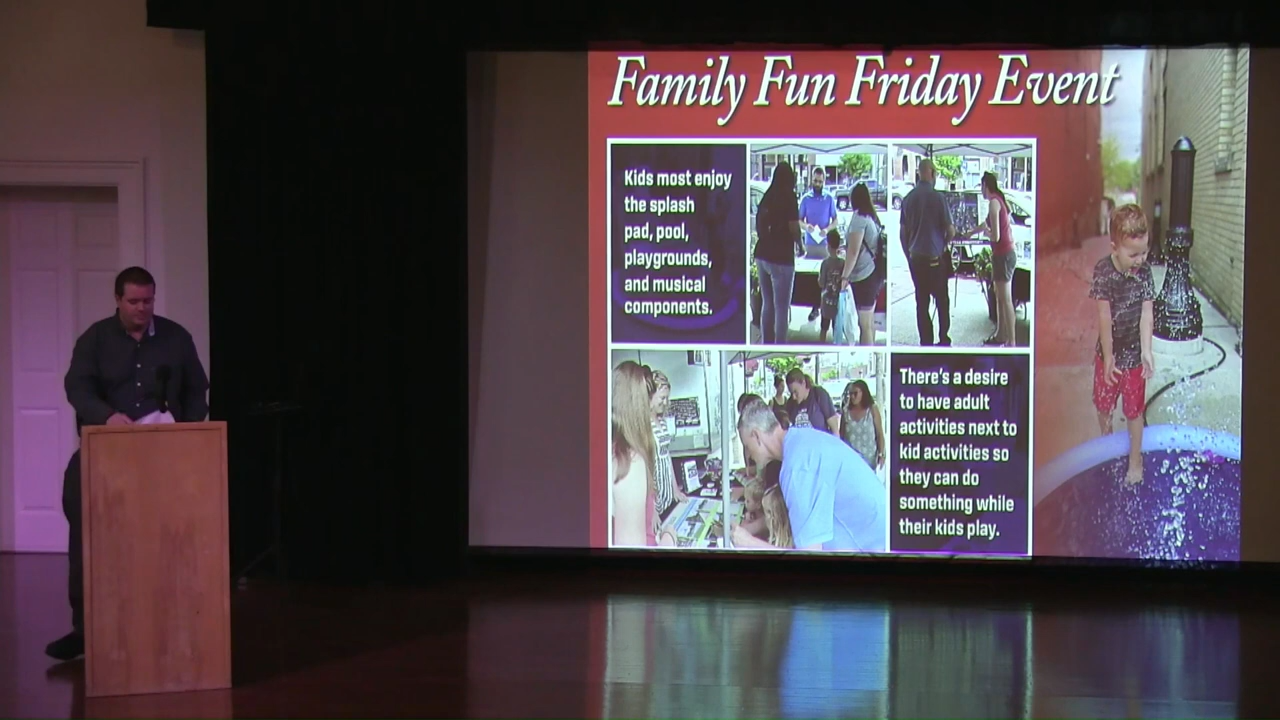 Family Fun Friday Event
Kids most enjoy
the splash
pad, pool,
playgrounds,
and musical
components.
There's a desire
to have adult
activities next to
kid activities so
they can do
something while
their kids play.